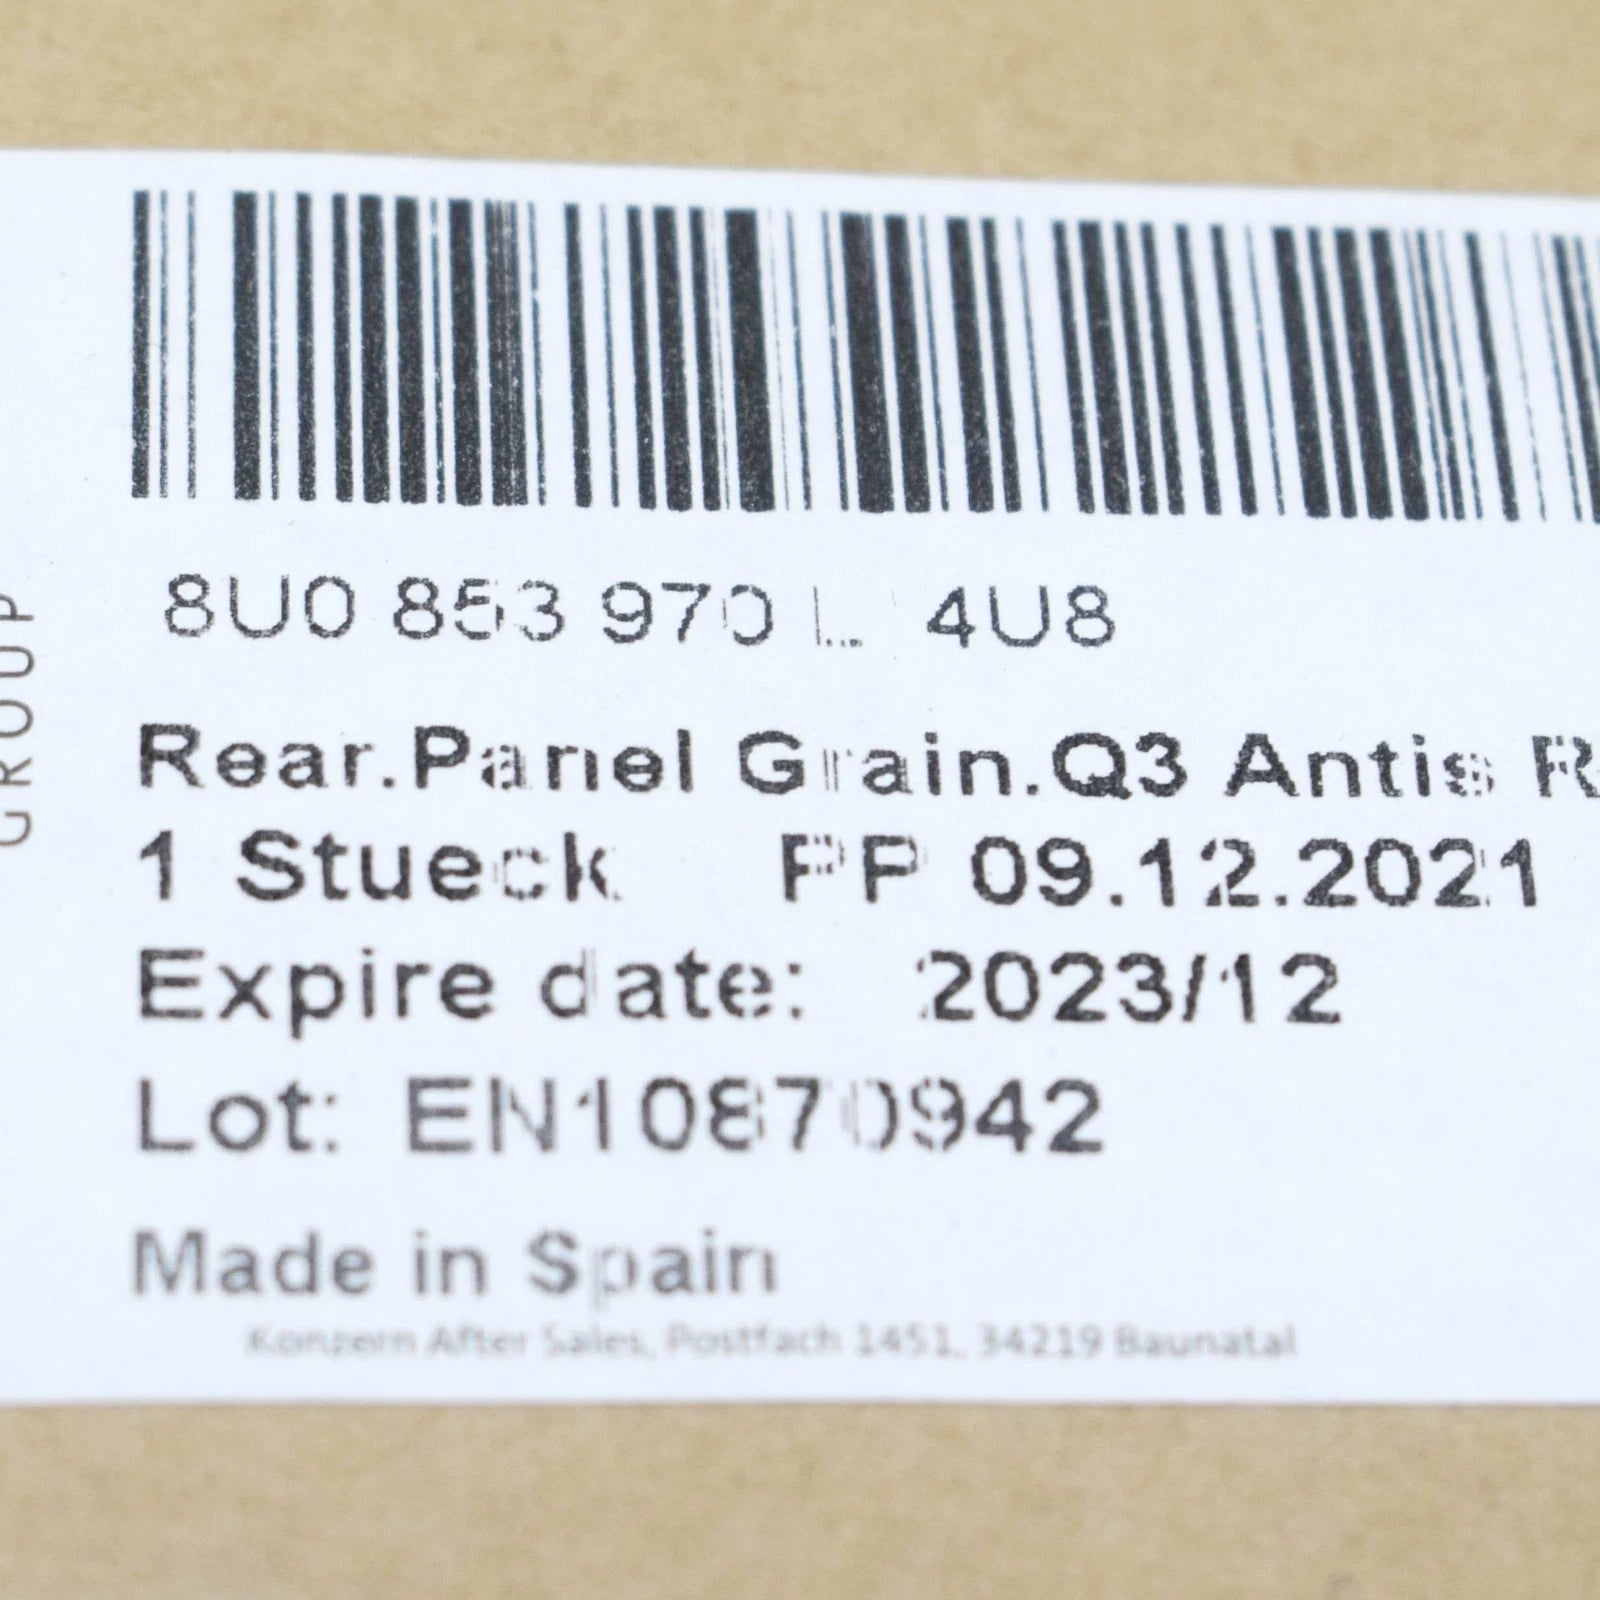 GROUP
8U0 853 970 L 4U8
Rear.Panel Grain.Q3 Antis
1 Stueck PP 09.12.2021
Expire date: 2023/12
Lot: EN10870942
Made in Spain
Konzern After Sales, Postfach 1451, 34219 Baunatal